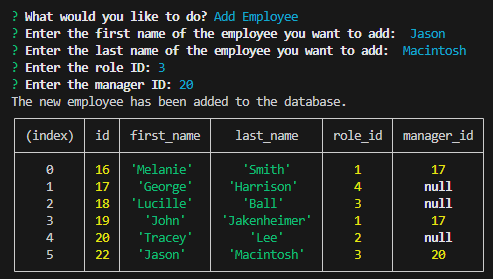 ? What would you like to do? Add Employee
? Enter the first name of the employee you want to add:  Jason
? Enter the last name of the employee you want to add:  Macintosh
? Enter the role ID: 3
? Enter the manager ID: 20
The new employee has been added to the database.
(index) id first_name last_name role_id manager_id
0 16 'Melanie' 'Smith' 1 17
1 17 'George' 'Harrison' 4 null
2 18 'Lucille' 'Ball' 3 null
3 19 'John' 'Jakenheimer' 1 17
4 20 'Tracey' 'Lee' 2 null
5 22 'Jason' 'Macintosh' 3 20